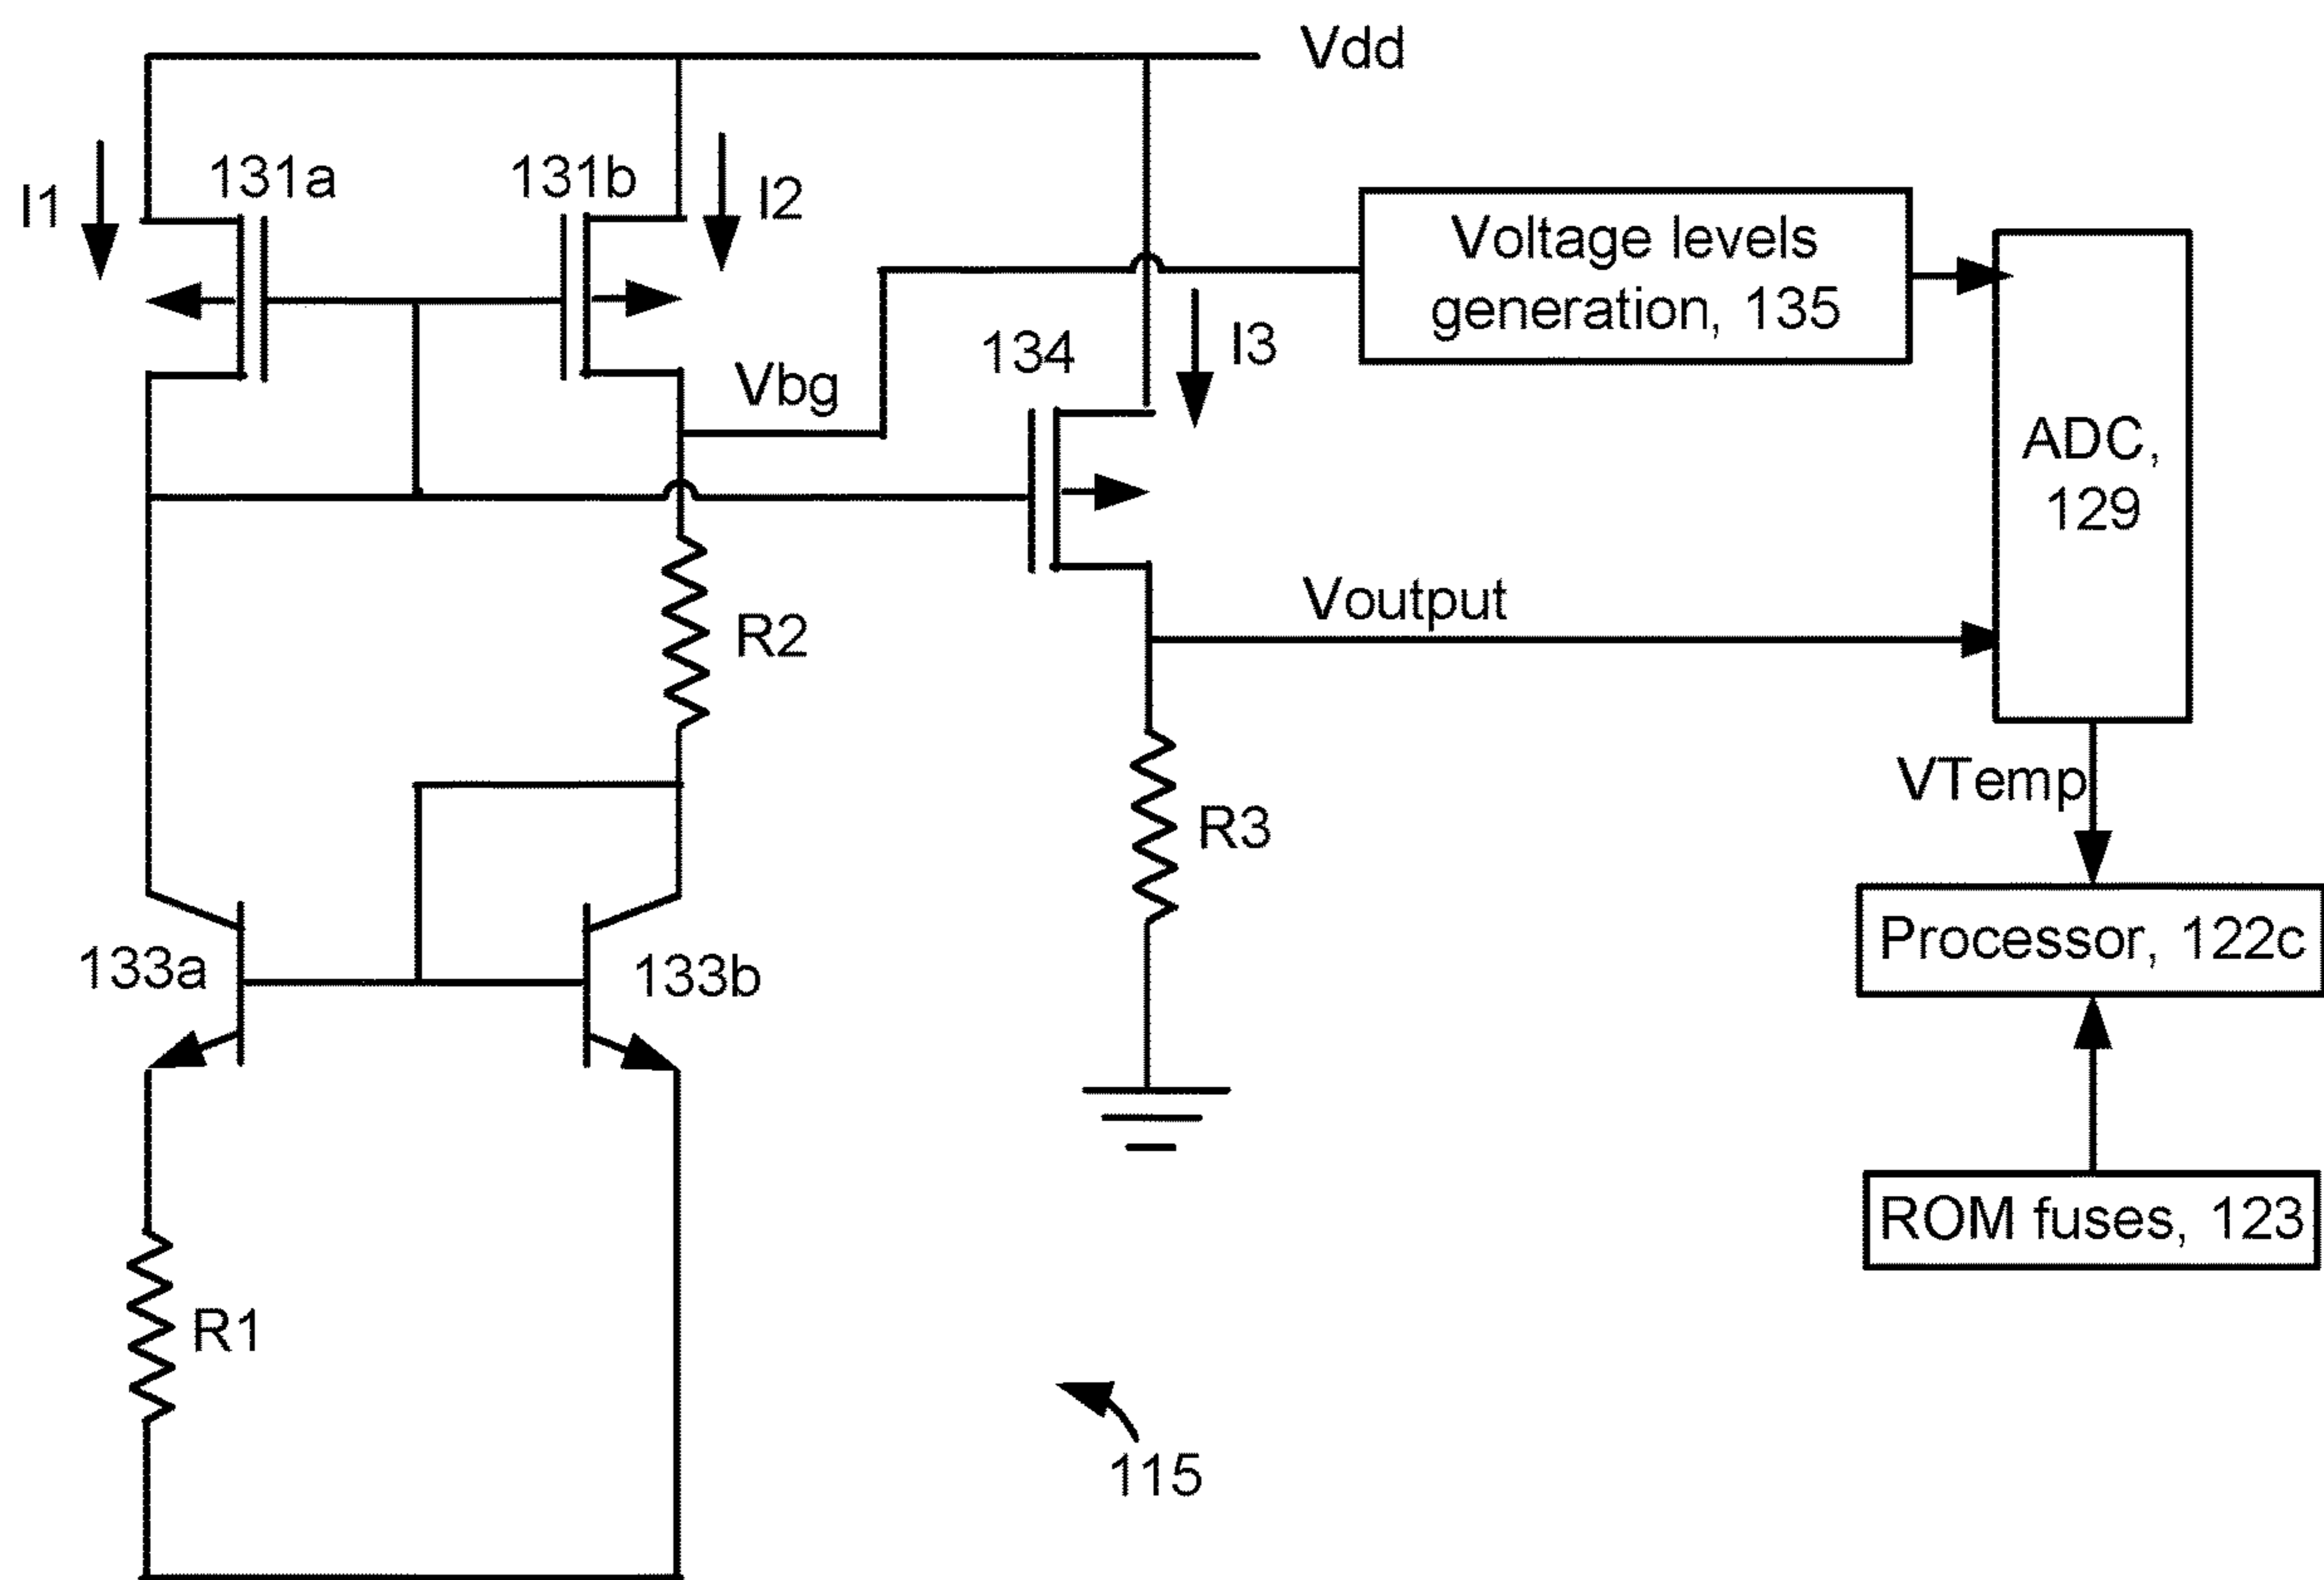 Vdd
I1
131a
131b
I2
Voltage levels
generation, 135
134
I3
Vbg
ADC,
129
Voutput
R2
VTemp
R3
133a
133b
Processor, 122c
ROM fuses, 123
R1
115